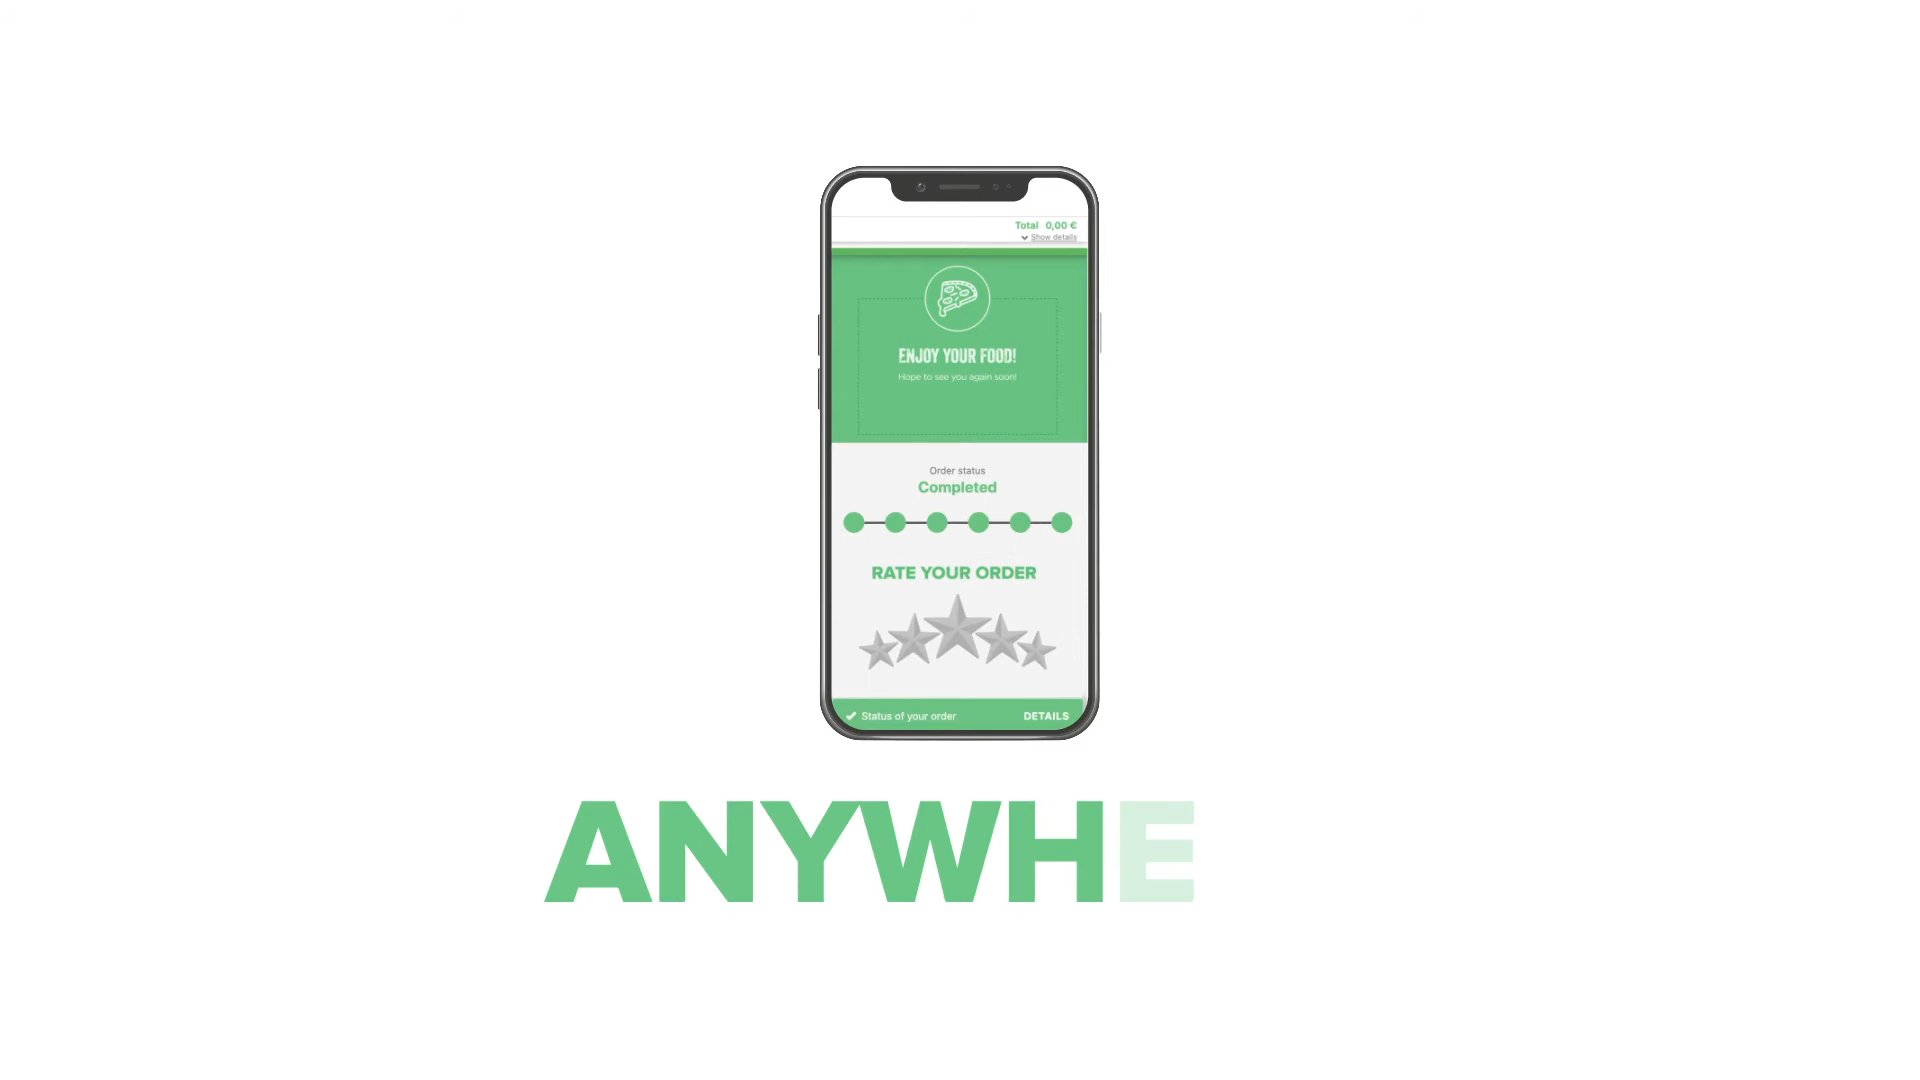 Total 0,00 €
Show details
ENJOY YOUR FOOD!
Hope to see you again soon!
Order status
Completed
RATE YOUR ORDER
Status of your order DETAILS
ANYWHE